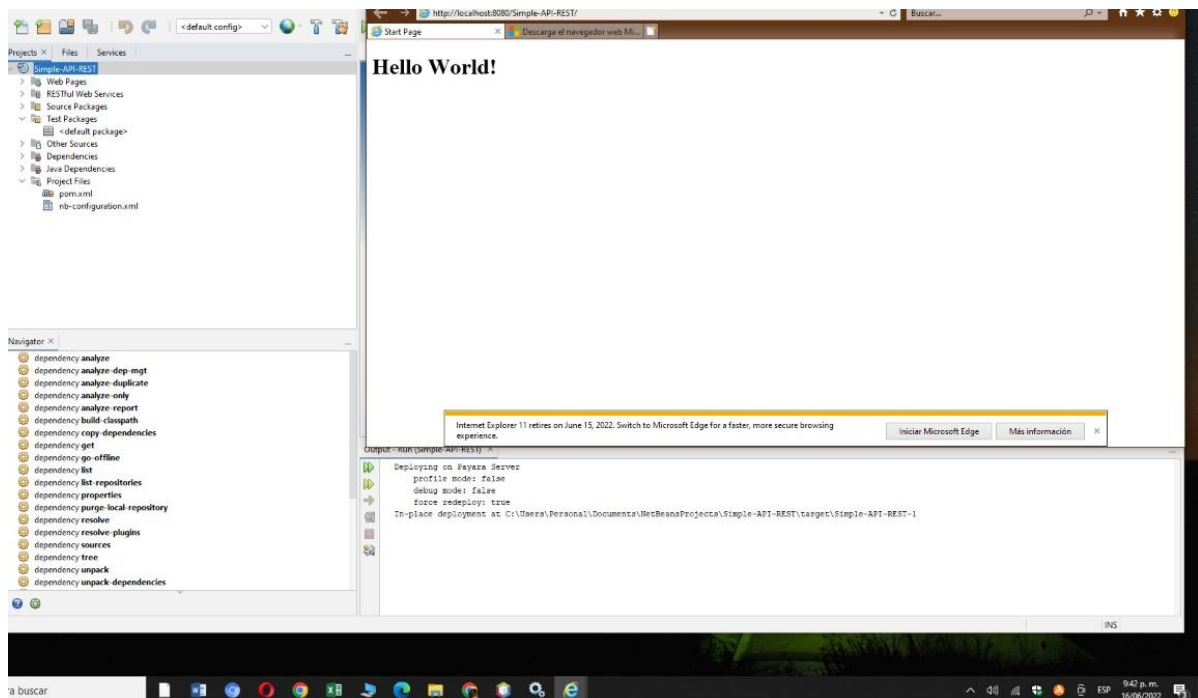 <default config>
http://localhost:8080/Simple-API-REST/
Buscar...
Start Page
Descarga el navegador web Mi...
Projects
Files
Services
Simple-API-REST
Web Pages
RESTful Web Services
Source Packages
Test Packages
<default package>
Other Sources
Dependencies
Java Dependencies
Project Files
pom.xml
nb-configuration.xml
Hello World!
Navigator
dependency analyze
dependency analyze-dep-mgt
dependency analyze-duplicate
dependency analyze-only
dependency analyze-report
dependency build-classpath
dependency copy-dependencies
dependency get
dependency go-offline
dependency list
dependency list-repositories
dependency properties
dependency purge-local-repository
dependency resolve
dependency resolve-plugins
dependency sources
dependency tree
dependency unpack
dependency unpack-dependencies
Internet Explorer 11 retires on June 15, 2022. Switch to Microsoft Edge for a faster, more secure browsing
experience.
Iniciar Microsoft Edge
Más información
Output - Run (Simple-API-REST)
Deploying on Payara Server
profile mode: false
debug mode: false
force redeploy: true
In-place deployment at C:\Users\Personal\Documents\NetBeansProjects\Simple-API-REST\target\Simple-API-REST-1
INS
ra buscar
ESP
9:42 p. m.
16/06/2022